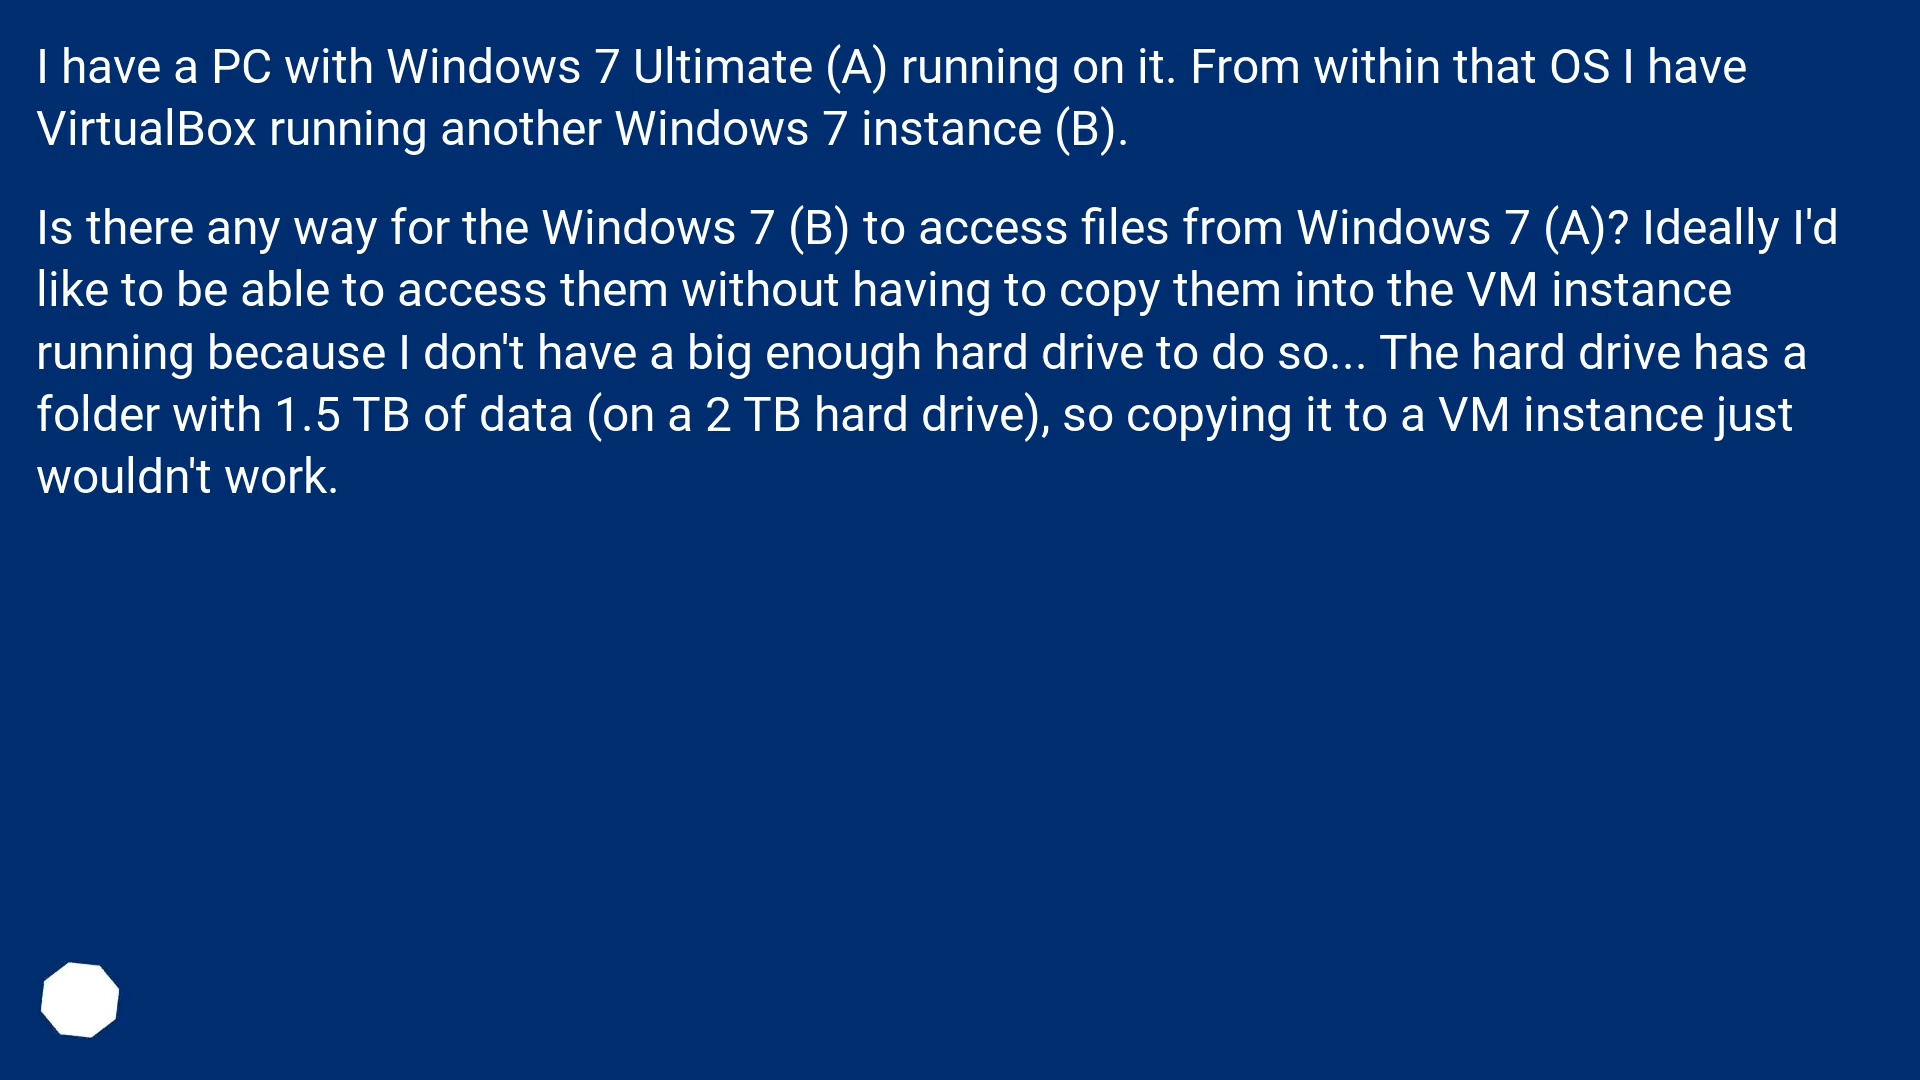 I have a PC with Windows 7 Ultimate (A) running on it. From within that OS I have
VirtualBox running another Windows 7 instance (B).
Is there any way for the Windows 7 (B) to access files from Windows 7 (A)? Ideally I'd
like to be able to access them without having to copy them into the VM instance
running because I don't have a big enough hard drive to do so... The hard drive has a
folder with 1.5 TB of data (on a 2 TB hard drive), so copying it to a VM instance just
wouldn't work.